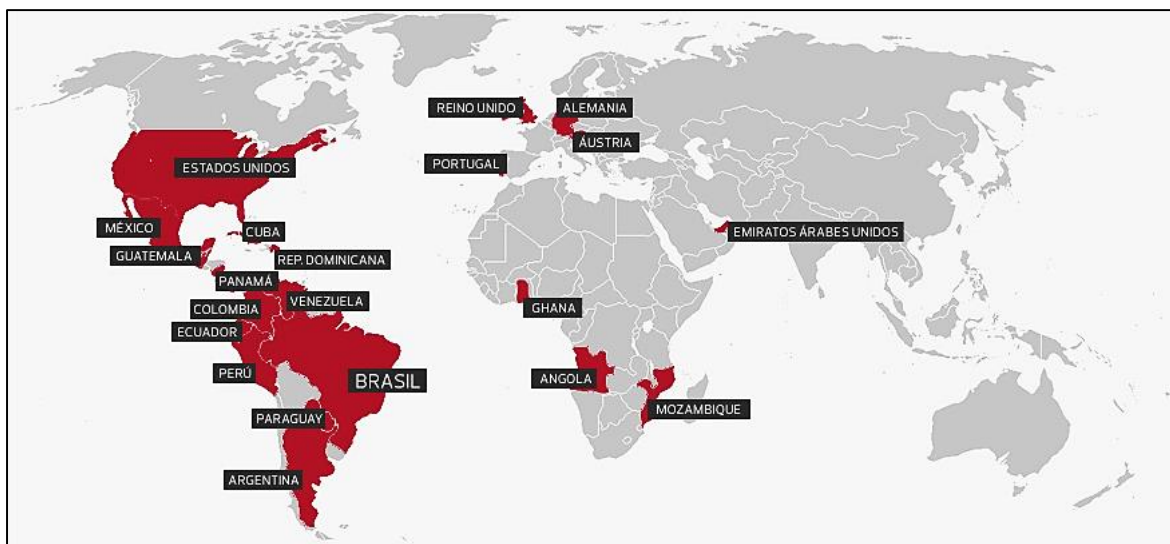 REINO UNIDO
ALEMANIA
ÁUSTRIA
PORTUGAL
ESTADOS UNIDOS
MÉXICO
CUBA
EMIRATOS ÁRABES UNIDOS
GUATEMALA
REP. DOMINICANA
PANAMÁ
VENEZUELA
COLOMBIA
GHANA
ECUADOR
PERÚ
BRASIL
ANGOLA
MOZAMBIQUE
PARAGUAY
ARGENTINA